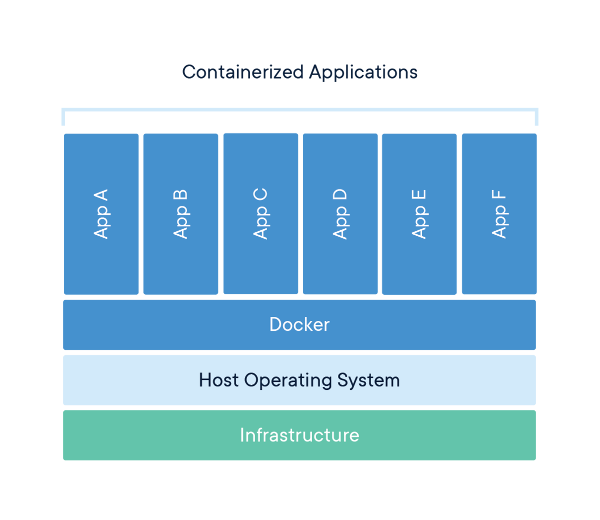 Containerized Applications
App A
App B
App C
App D
App E
App F
Docker
Host Operating System
Infrastructure